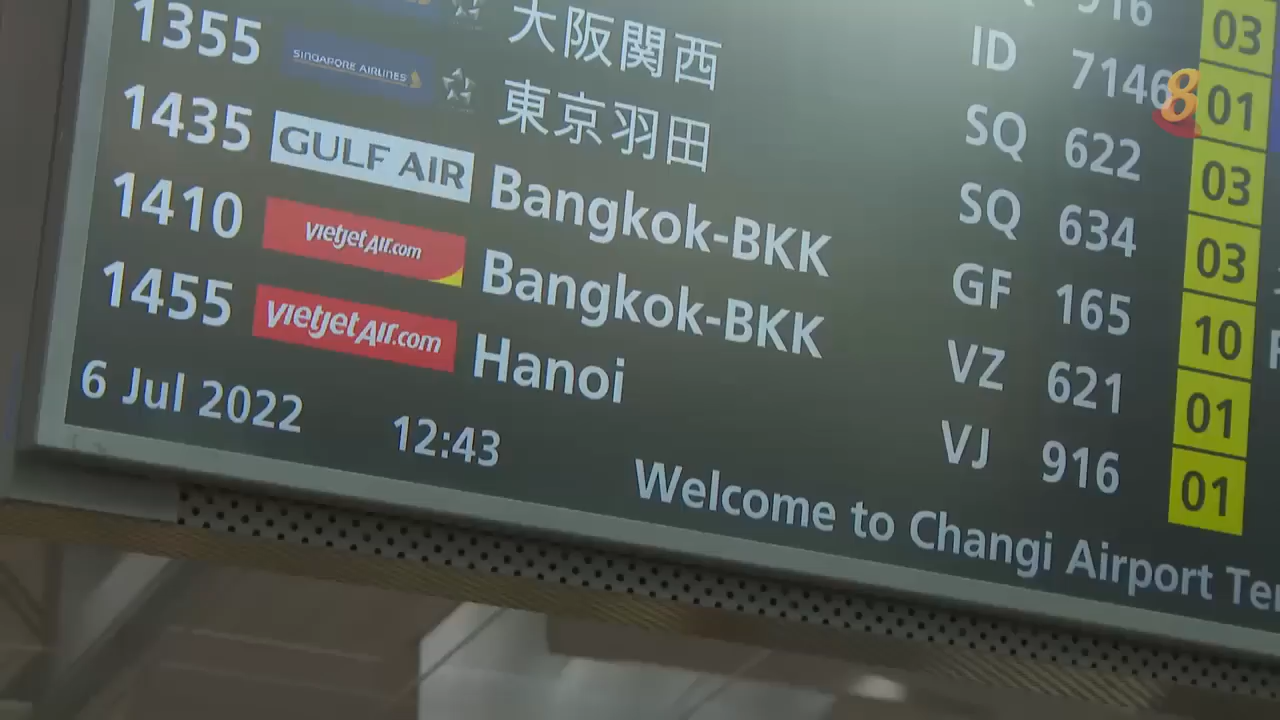 916 03
ID 7146 01
大阪関西 SQ 622 03
1355 SINGAPORE AIRLINES 東京羽田 SQ 634 03
1435 GULF AIR Bangkok-BKK GF 165 10
1410 vietjetAir.com Bangkok-BKK VZ 621 01
1455 vietjetAir.com Hanoi VJ 916 01
6 Jul 2022 12:43 Welcome to Changi Airport
8